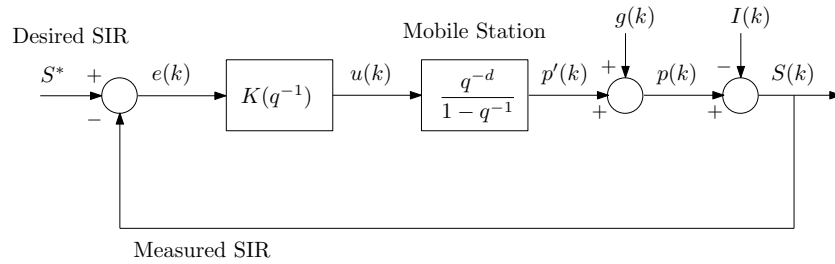 Desired SIR
Mobile Station
g(k)
I(k)
S*
+
−
e(k)
K(q⁻¹)
u(k)
q⁻ᵈ
1 − q⁻¹
p′(k)
+
+
p(k)
−
+
S(k)
Measured SIR